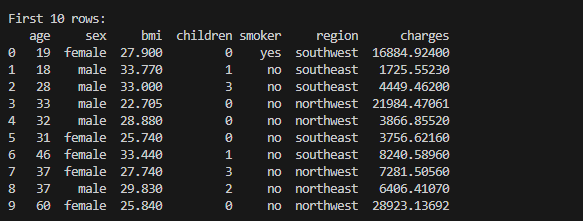 First 10 rows:
   age     sex     bmi  children smoker     region      charges
0   19  female  27.900         0    yes  southwest  16884.92400
1   18    male  33.770         1     no  southeast   1725.55230
2   28    male  33.000         3     no  southeast   4449.46200
3   33    male  22.705         0     no  northwest  21984.47061
4   32    male  28.880         0     no  northwest   3866.85520
5   31  female  25.740         0     no  southeast   3756.62160
6   46  female  33.440         1     no  southeast   8240.58960
7   37  female  27.740         3     no  northwest   7281.50560
8   37    male  29.830         2     no  northeast   6406.41070
9   60  female  25.840         0     no  northwest  28923.13692